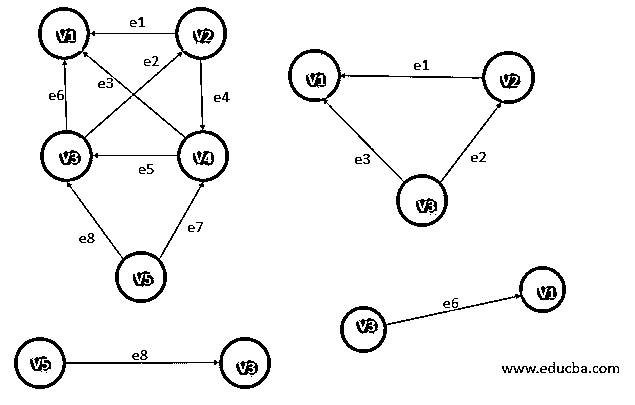 V1 e1 V2
e6 e3 e2 e4
V3 e5 V4
e8 e7
V5
V1 e1 V2
e3 e2
V3
V3 e6 V1
V5 e8 V3
www.educba.com